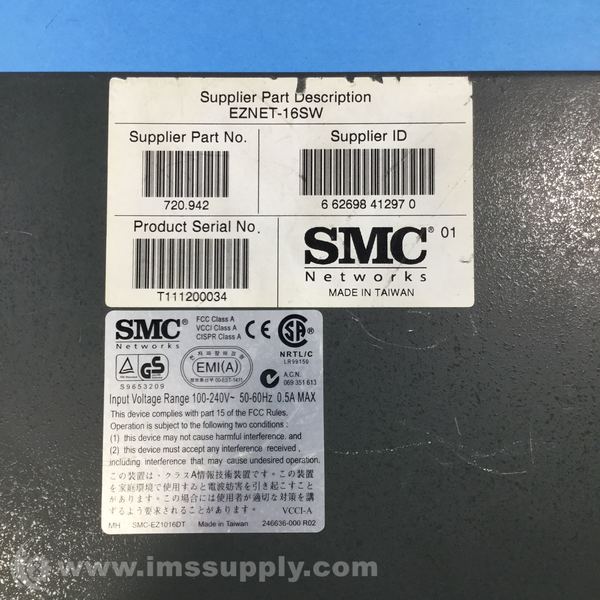 Supplier Part Description
EZNET-16SW
Supplier Part No.
720.942
Supplier ID
6 62698 41297 0
Product Serial No.
T111200034
SMC® 01
Networks
MADE IN TAIWAN
SMC®
Networks
FCC Class A
VCCI Class A
CISPR Class A
CE
SA
NRTL/C
LR99159
GS
S9653209
EMI(A)
00-EST-1431
A.C.N.
069 351 613
Input Voltage Range 100-240V~ 50-60Hz 0.5A MAX
This device complies with part 15 of the FCC Rules.
Operation is subject to the following two conditions :
(1) this device may not cause harmful interference. and
(2) this device must accept any interference received ,
including interference that may cause undesired operation.
この装置は、クラスA情報技術装置です。この装置
を家庭環境で使用すると電波妨害を引き起こすこと
があります。この場合には使用者が適切な対策を講
ずるよう求されることがあります。 VCCI-A
MH SMC-EZ1016DT Made in Taiwan 246636-000 R02
© www.imssupply.com